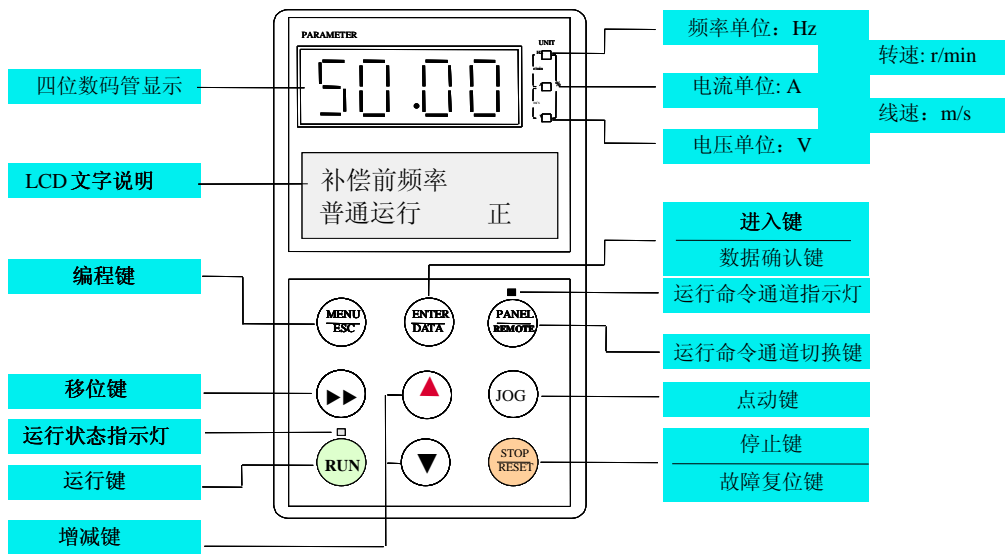 PARAMETER
UNIT
50.00
补偿前频率
普通运行 正
MENU
ESC
ENTER
DATA
PANEL
REMOTE
JOG
RUN
STOP
RESET
四位数码管显示
LCD文字说明
编程键
移位键
运行状态指示灯
运行键
增减键
频率单位：Hz
转速: r/min
电流单位: A
线速：m/s
电压单位：V
进入键
数据确认键
运行命令通道指示灯
运行命令通道切换键
点动键
停止键
故障复位键